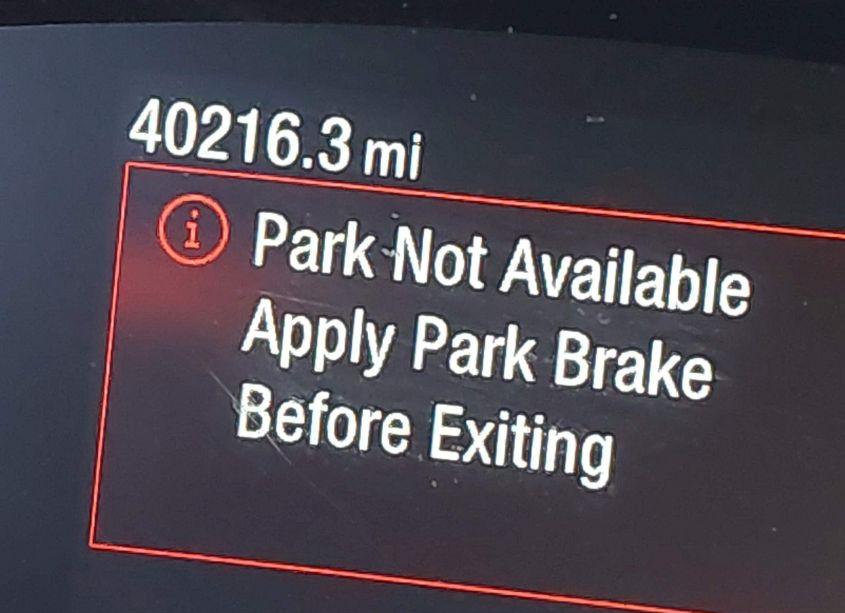 40216.3 mi
i Park Not Available
Apply Park Brake
Before Exiting